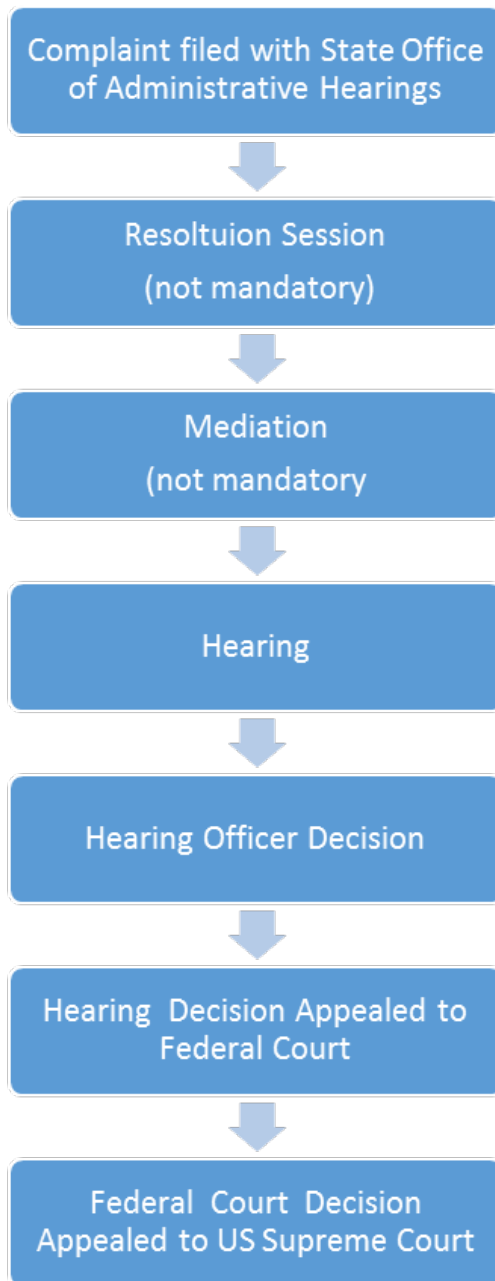 Complaint filed with State Office
of Administrative Hearings
Resoltuion Session
(not mandatory)
Mediation
(not mandatory
Hearing
Hearing Officer Decision
Hearing Decision Appealed to
Federal Court
Federal Court Decision
Appealed to US Supreme Court